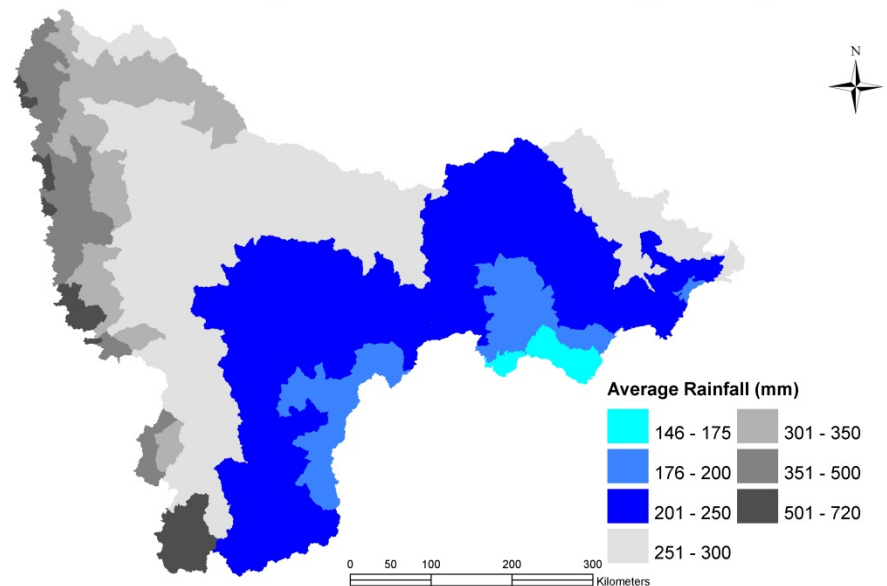 N
Average Rainfall (mm)
146 - 175 301 - 350
176 - 200 351 - 500
201 - 250 501 - 720
251 - 300
0 50 100 200 300
Kilometers